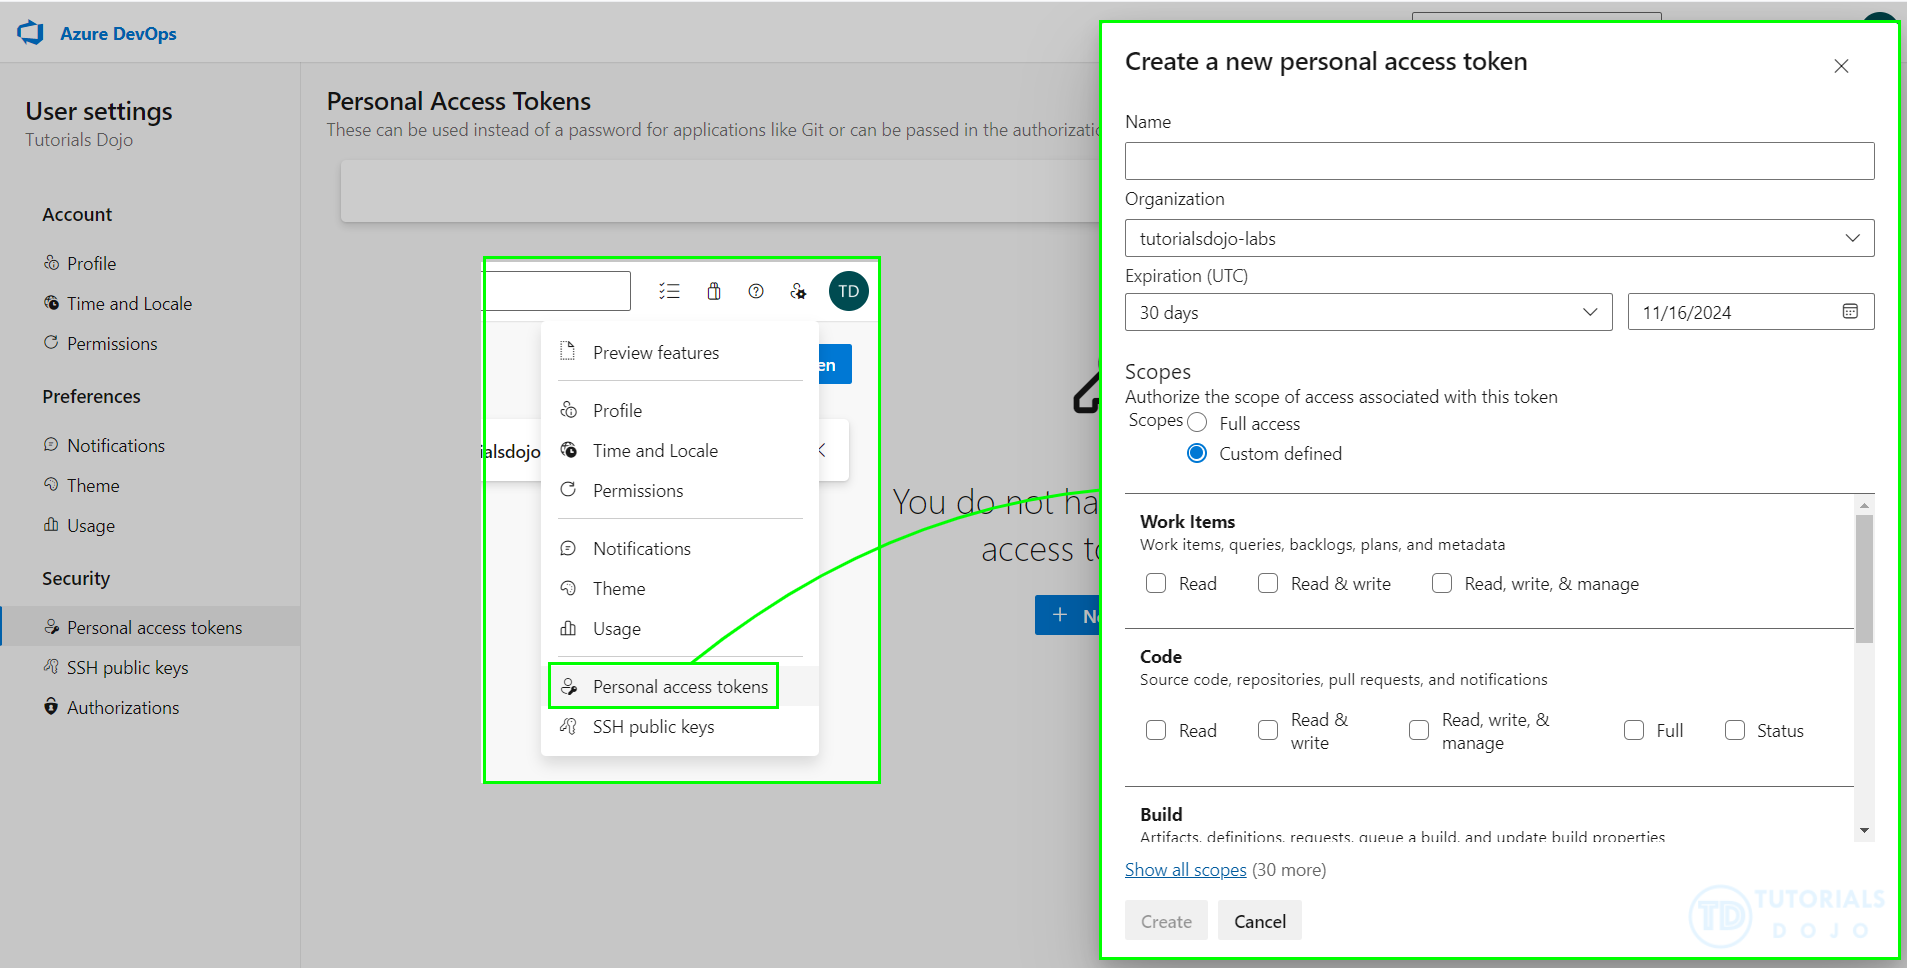 Azure DevOps
User settings
Tutorials Dojo
Account
Profile
Time and Locale
Permissions
Preferences
Notifications
Theme
Usage
Security
Personal access tokens
SSH public keys
Authorizations
Personal Access Tokens
These can be used instead of a password for applications like Git or can be passed in the
You do not
access
TD
Preview features
Profile
Time and Locale
Permissions
Notifications
Theme
Usage
Personal access tokens
SSH public keys
Create a new personal access token
Name
Organization
tutorialsdojo-labs
Expiration (UTC)
30 days
11/16/2024
Scopes
Authorize the scope of access associated with this token
Scopes
Full access
Custom defined
Work Items
Work items, queries, backlogs, plans, and metadata
Read
Read & write
Read, write, & manage
Code
Source code, repositories, pull requests, and notifications
Read
Read &
write
Read, write, &
manage
Full
Status
Build
Artifacts, definitions, requests, queue a build, and update build properties
Show all scopes (30 more)
Create
Cancel
TD
TUTORIALS
DOJO